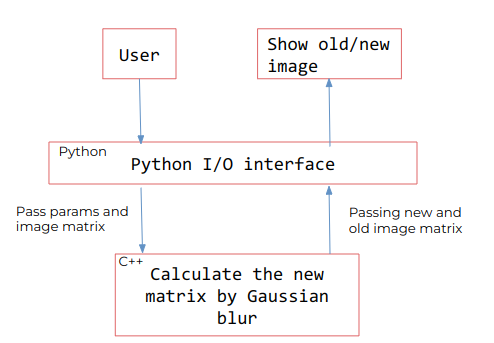 User
Show old/new
image
Python
Python I/O interface
Pass params and
image matrix
Passing new and
old image matrix
C++
Calculate the new
matrix by Gaussian
blur